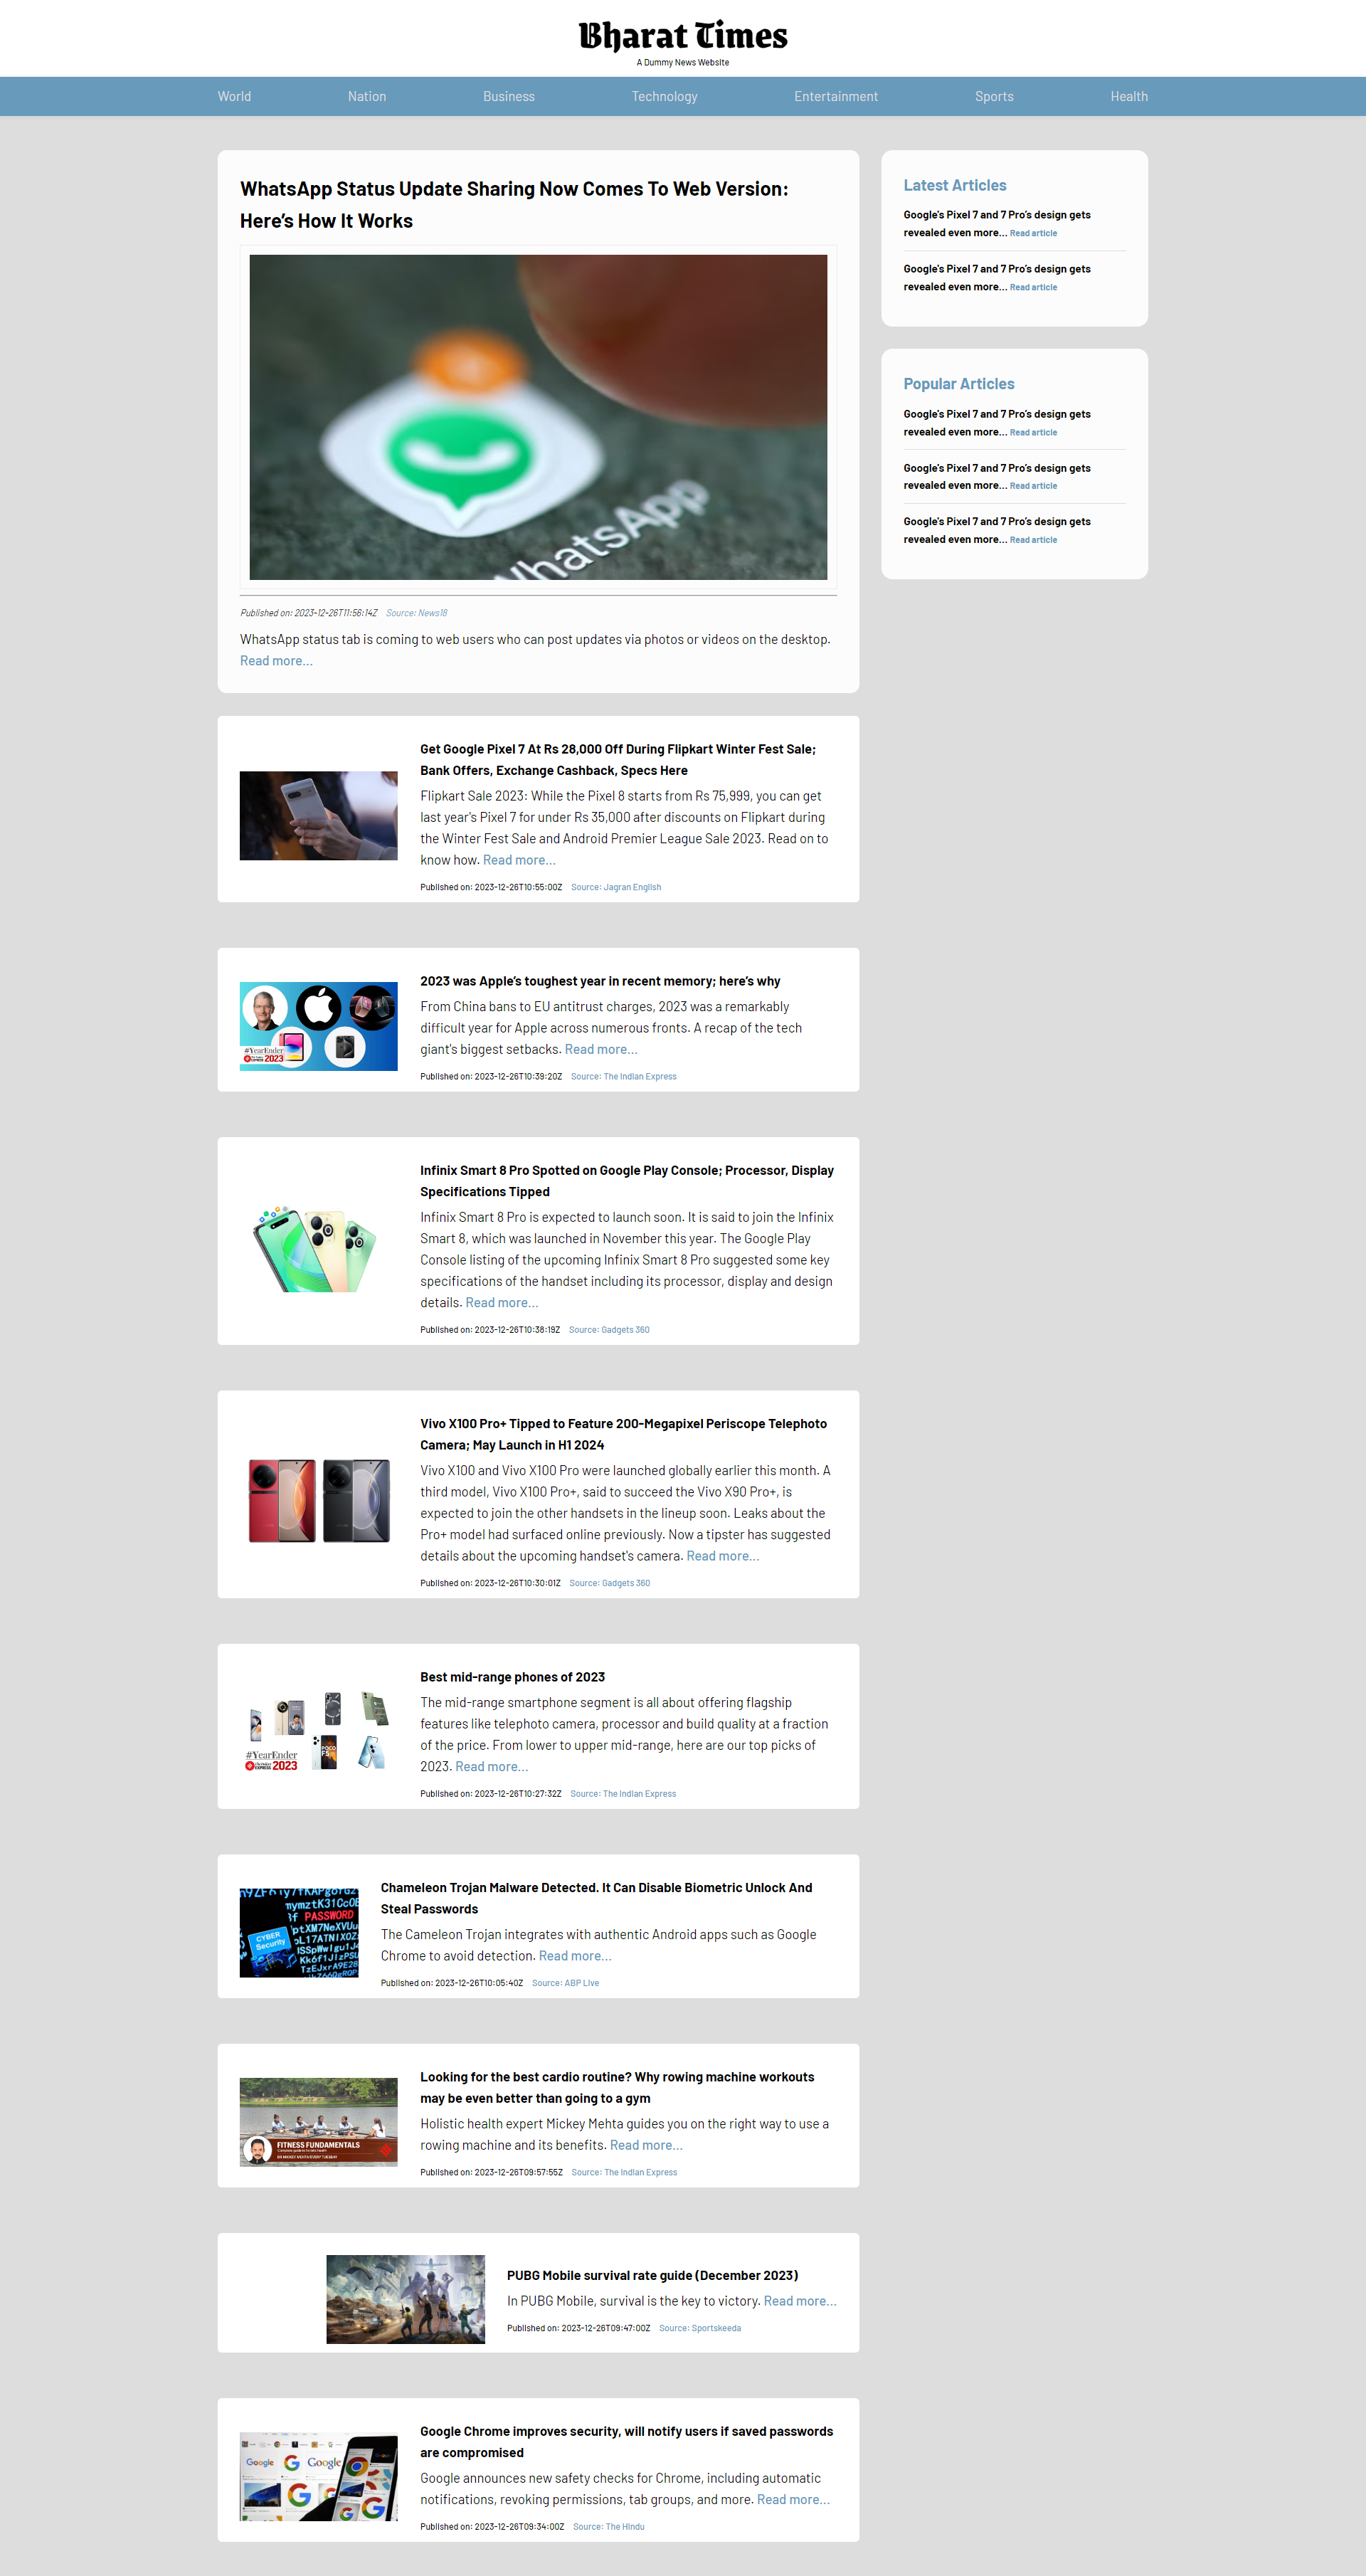 Bharat Times
A Dummy News Website
World Nation Business Technology Entertainment Sports Health
WhatsApp Status Update Sharing Now Comes To Web Version:
Here's How It Works
WhatsApp
Published on: 2023-12-26T11:56:14Z Source: News18
WhatsApp status tab is coming to web users who can post updates via photos or videos on the desktop.
Read more...
Latest Articles
Google's Pixel 7 and 7 Pro's design gets
revealed even more... Read article
Google's Pixel 7 and 7 Pro's design gets
revealed even more... Read article
Popular Articles
Google's Pixel 7 and 7 Pro's design gets
revealed even more... Read article
Google's Pixel 7 and 7 Pro's design gets
revealed even more... Read article
Google's Pixel 7 and 7 Pro's design gets
revealed even more... Read article
Get Google Pixel 7 At Rs 28,000 Off During Flipkart Winter Fest Sale;
Bank Offers, Exchange Cashback, Specs Here
Flipkart Sale 2023: While the Pixel 8 starts from Rs 75,999, you can get
last year's Pixel 7 for under Rs 35,000 after discounts on Flipkart during
the Winter Fest Sale and Android Premier League Sale 2023. Read on to
know how. Read more...
Published on: 2023-12-26T10:55:00Z Source: Jagran English
#YearEnder
EXPRESS 2023
2023 was Apple's toughest year in recent memory; here's why
From China bans to EU antitrust charges, 2023 was a remarkably
difficult year for Apple across numerous fronts. A recap of the tech
giant's biggest setbacks. Read more...
Published on: 2023-12-26T10:39:20Z Source: The Indian Express
Infinix Smart 8 Pro Spotted on Google Play Console; Processor, Display
Specifications Tipped
Infinix Smart 8 Pro is expected to launch soon. It is said to join the Infinix
Smart 8, which was launched in November this year. The Google Play
Console listing of the upcoming Infinix Smart 8 Pro suggested some key
specifications of the handset including its processor, display and design
details. Read more...
Published on: 2023-12-26T10:38:19Z Source: Gadgets 360
Vivo X100 Pro+ Tipped to Feature 200-Megapixel Periscope Telephoto
Camera; May Launch in H1 2024
Vivo X100 and Vivo X100 Pro were launched globally earlier this month. A
third model, Vivo X100 Pro+, said to succeed the Vivo X90 Pro+, is
expected to join the other handsets in the lineup soon. Leaks about the
Pro+ model had surfaced online previously. Now a tipster has suggested
details about the upcoming handset's camera. Read more...
Published on: 2023-12-26T10:30:01Z Source: Gadgets 360
POCO
F5
#YearEnder
EXPRESS 2023
Best mid-range phones of 2023
The mid-range smartphone segment is all about offering flagship
features like telephoto camera, processor and build quality at a fraction
of the price. From lower to upper mid-range, here are our top picks of
2023. Read more...
Published on: 2023-12-26T10:27:32Z Source: The Indian Express
PASSWORD
CYBER
Security
Chameleon Trojan Malware Detected. It Can Disable Biometric Unlock And
Steal Passwords
The Cameleon Trojan integrates with authentic Android apps such as Google
Chrome to avoid detection. Read more...
Published on: 2023-12-26T10:05:40Z Source: ABP Live
FITNESS FUNDAMENTALS
Looking for the best cardio routine? Why rowing machine workouts
may be even better than going to a gym
Holistic health expert Mickey Mehta guides you on the right way to use a
rowing machine and its benefits. Read more...
Published on: 2023-12-26T09:57:55Z Source: The Indian Express
PUBG Mobile survival rate guide (December 2023)
In PUBG Mobile, survival is the key to victory. Read more...
Published on: 2023-12-26T09:47:00Z Source: Sportskeeda
Google Google
Google Chrome improves security, will notify users if saved passwords
are compromised
Google announces new safety checks for Chrome, including automatic
notifications, revoking permissions, tab groups, and more. Read more...
Published on: 2023-12-26T09:34:00Z Source: The Hindu